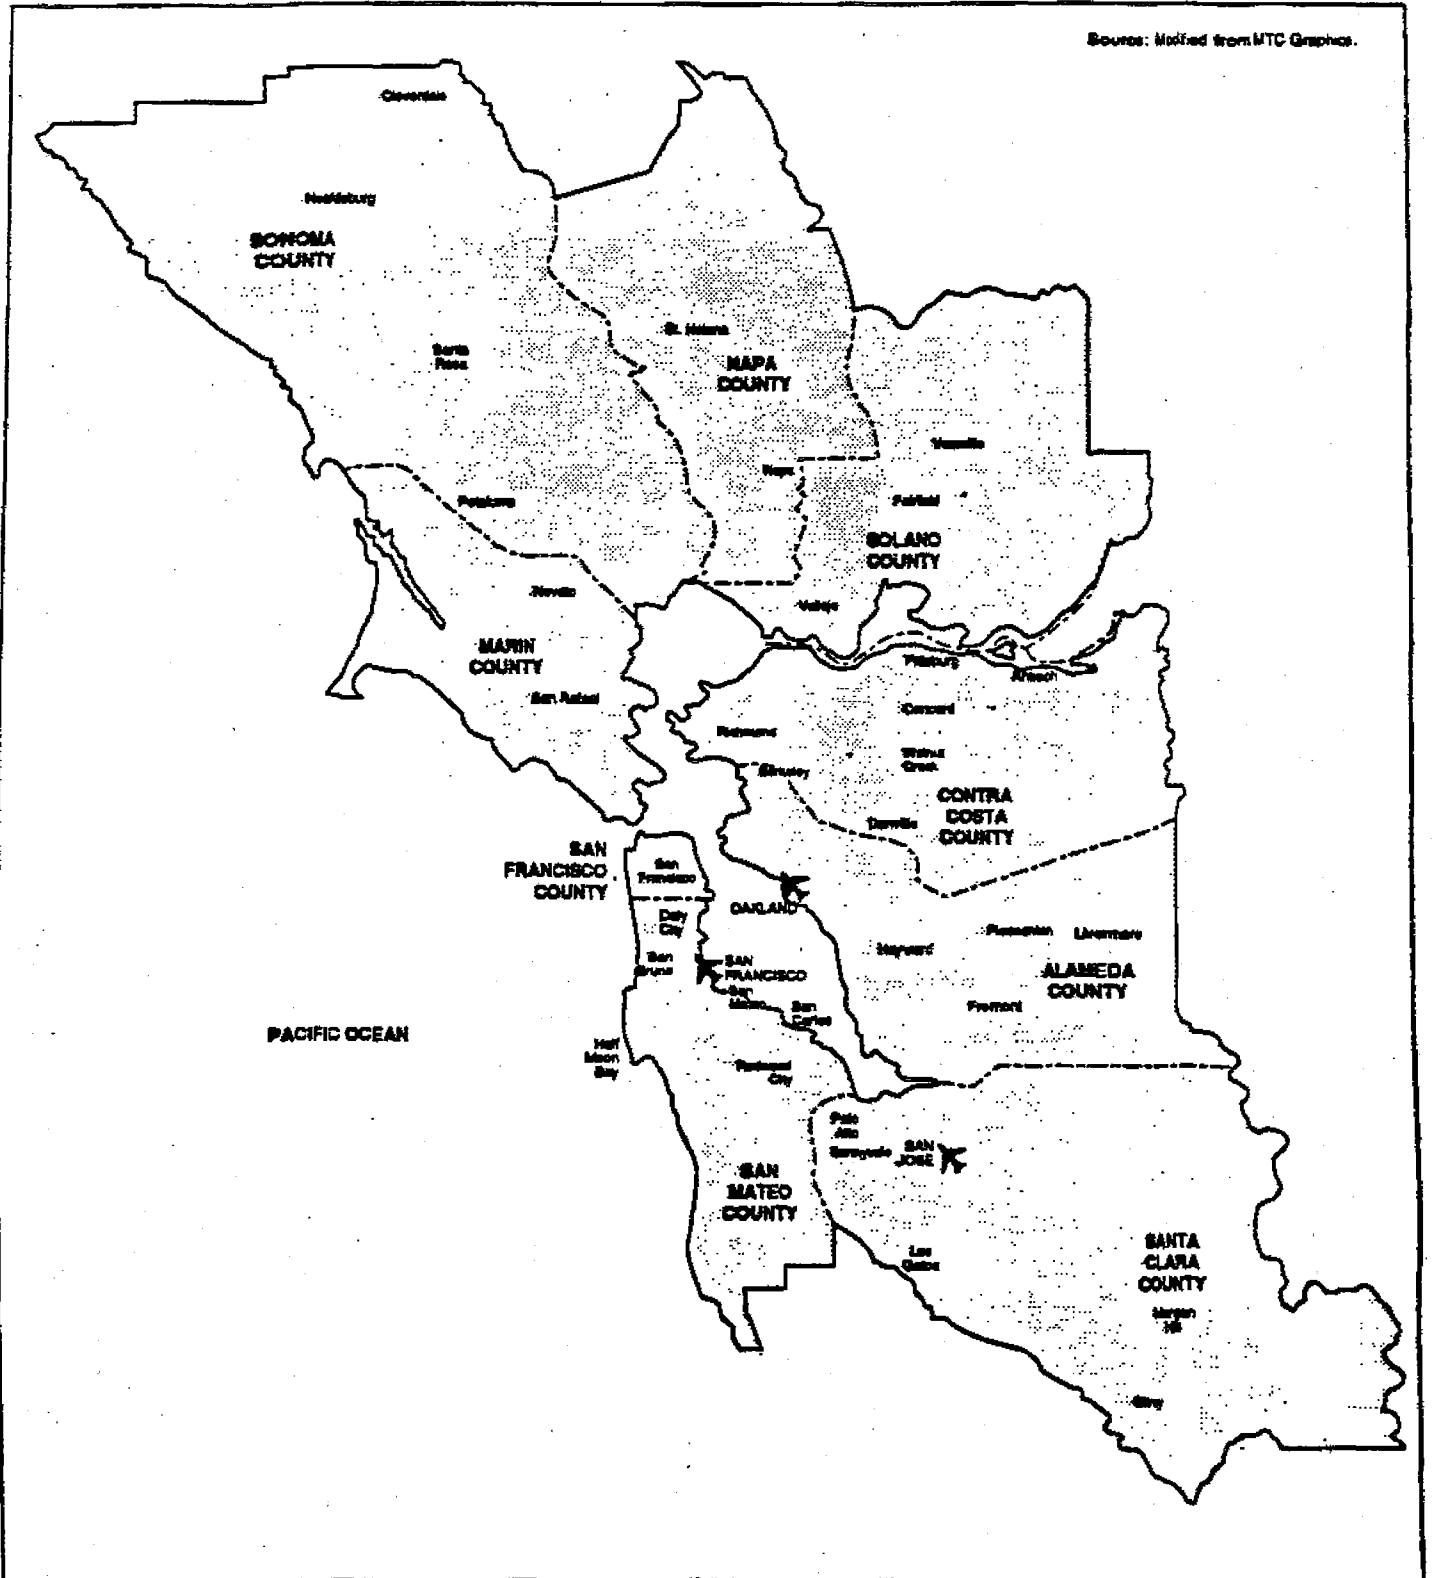 Source: Modified from MTC Graphics.
Cloverdale
Healdsburg
SONOMA
COUNTY
St. Helena
Santa
Rosa
NAPA
COUNTY
Vacaville
Napa
Petaluma
Fairfield
SOLANO
COUNTY
Novato
Vallejo
MARIN
COUNTY
Pittsburg
Antioch
San Rafael
Concord
Richmond
Walnut
Creek
Berkeley
CONTRA
COSTA
COUNTY
Danville
SAN
FRANCISCO
COUNTY
San
Francisco
OAKLAND
Daly
City
Pleasanton
Livermore
Hayward
San
Bruno
SAN
FRANCISCO
ALAMEDA
COUNTY
San
Mateo
San
Carlos
Fremont
PACIFIC OCEAN
Half
Moon
Bay
Redwood
City
Palo
Alto
Sunnyvale
SAN
JOSE
SAN
MATEO
COUNTY
Los
Gatos
SANTA
CLARA
COUNTY
Morgan
Hill
Gilroy